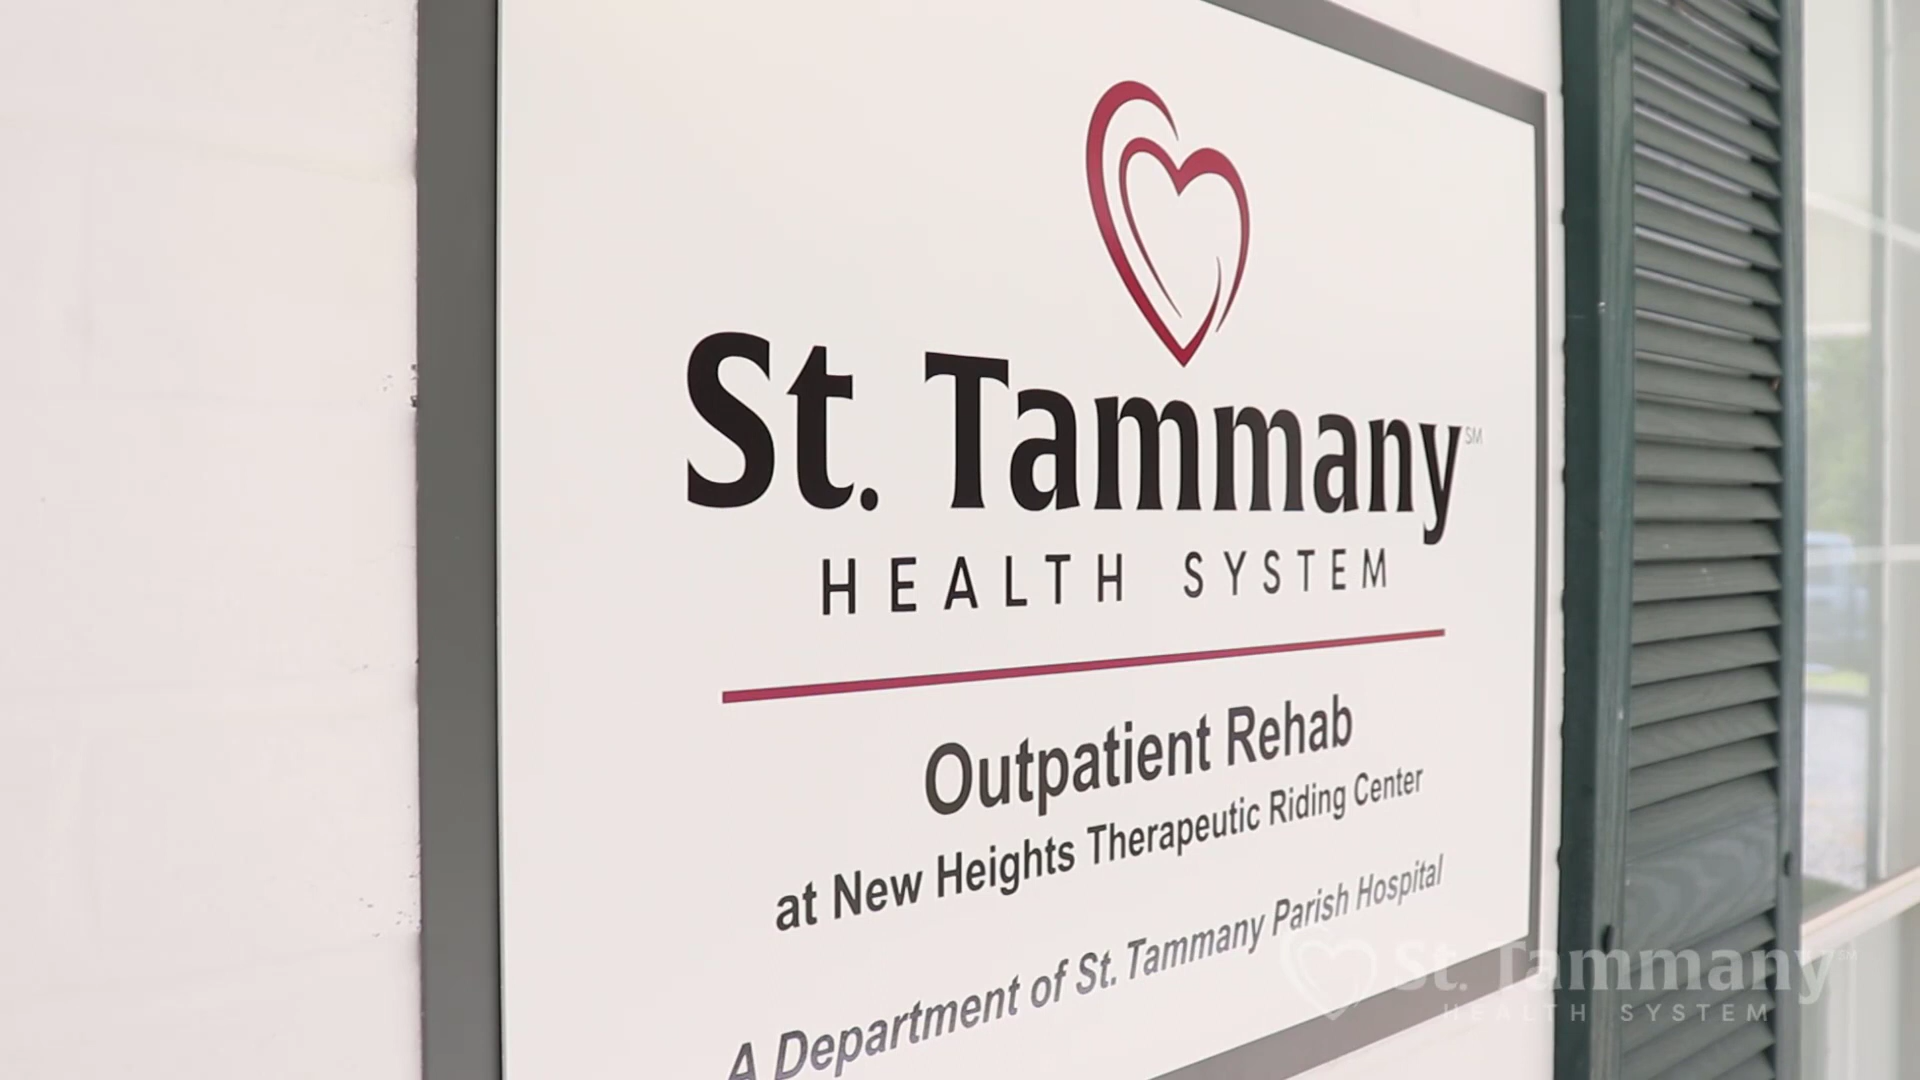 St. Tammany SM
HEALTH SYSTEM
Outpatient Rehab
at New Heights Therapeutic Riding Center
A Department of St. Tammany Parish Hospital
St. Tammany SM
HEALTH SYSTEM